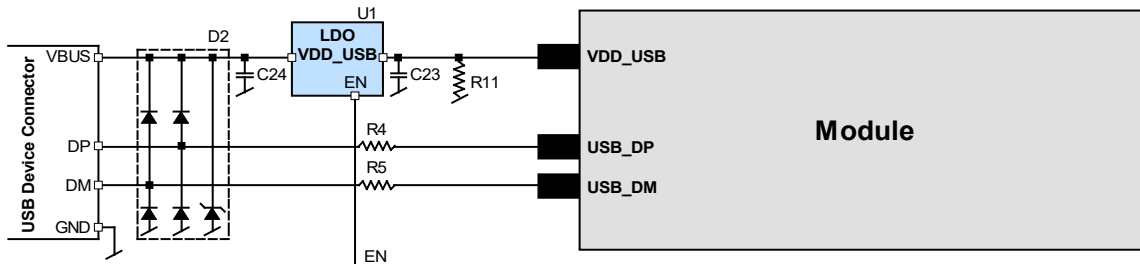 U1
D2
LDO
VDD_USB
VBUS
C24
EN
C23
R11
VDD_USB
USB Device Connector
Module
DP
R4
USB_DP
DM
R5
USB_DM
GND
EN